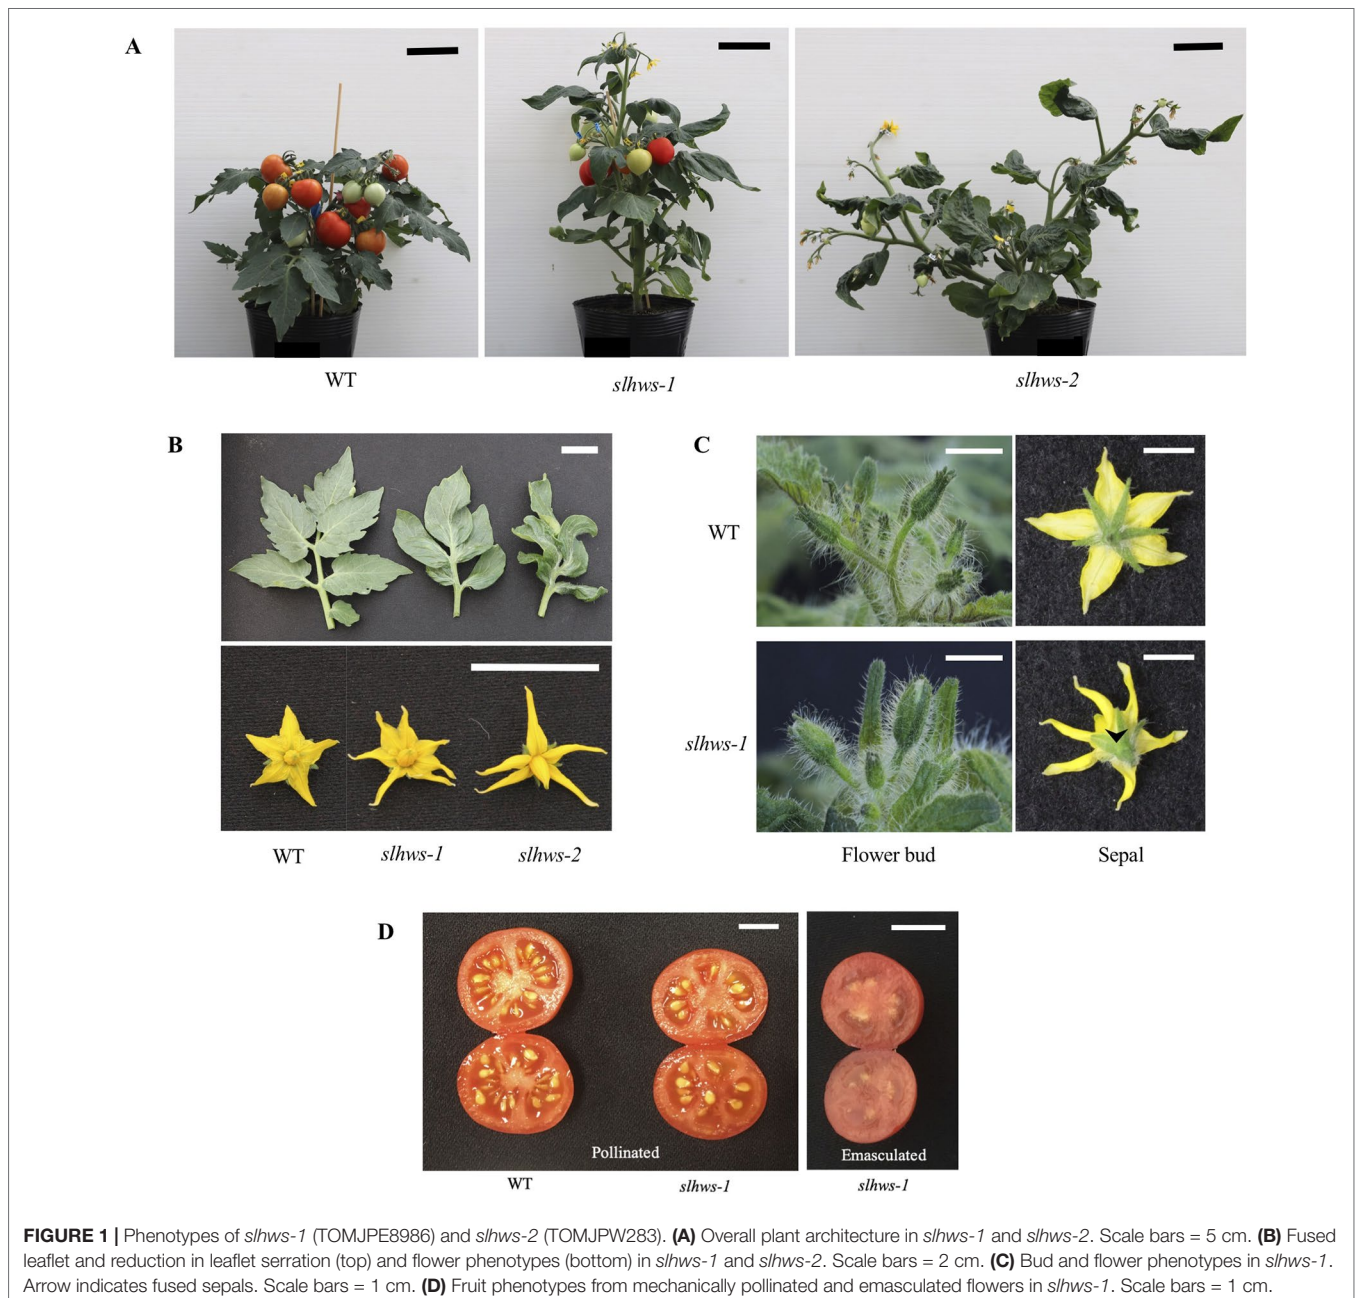 A
WT
slhws-1
slhws-2
B
WT
slhws-1
slhws-2
C
WT
slhws-1
Flower bud
Sepal
D
Pollinated
Emasculated
WT
slhws-1
slhws-1
FIGURE 1 | Phenotypes of slhws-1 (TOMJPE8986) and slhws-2 (TOMJPW283). (A) Overall plant architecture in slhws-1 and slhws-2. Scale bars = 5 cm. (B) Fused
leaflet and reduction in leaflet serration (top) and flower phenotypes (bottom) in slhws-1 and slhws-2. Scale bars = 2 cm. (C) Bud and flower phenotypes in slhws-1.
Arrow indicates fused sepals. Scale bars = 1 cm. (D) Fruit phenotypes from mechanically pollinated and emasculated flowers in slhws-1. Scale bars = 1 cm.